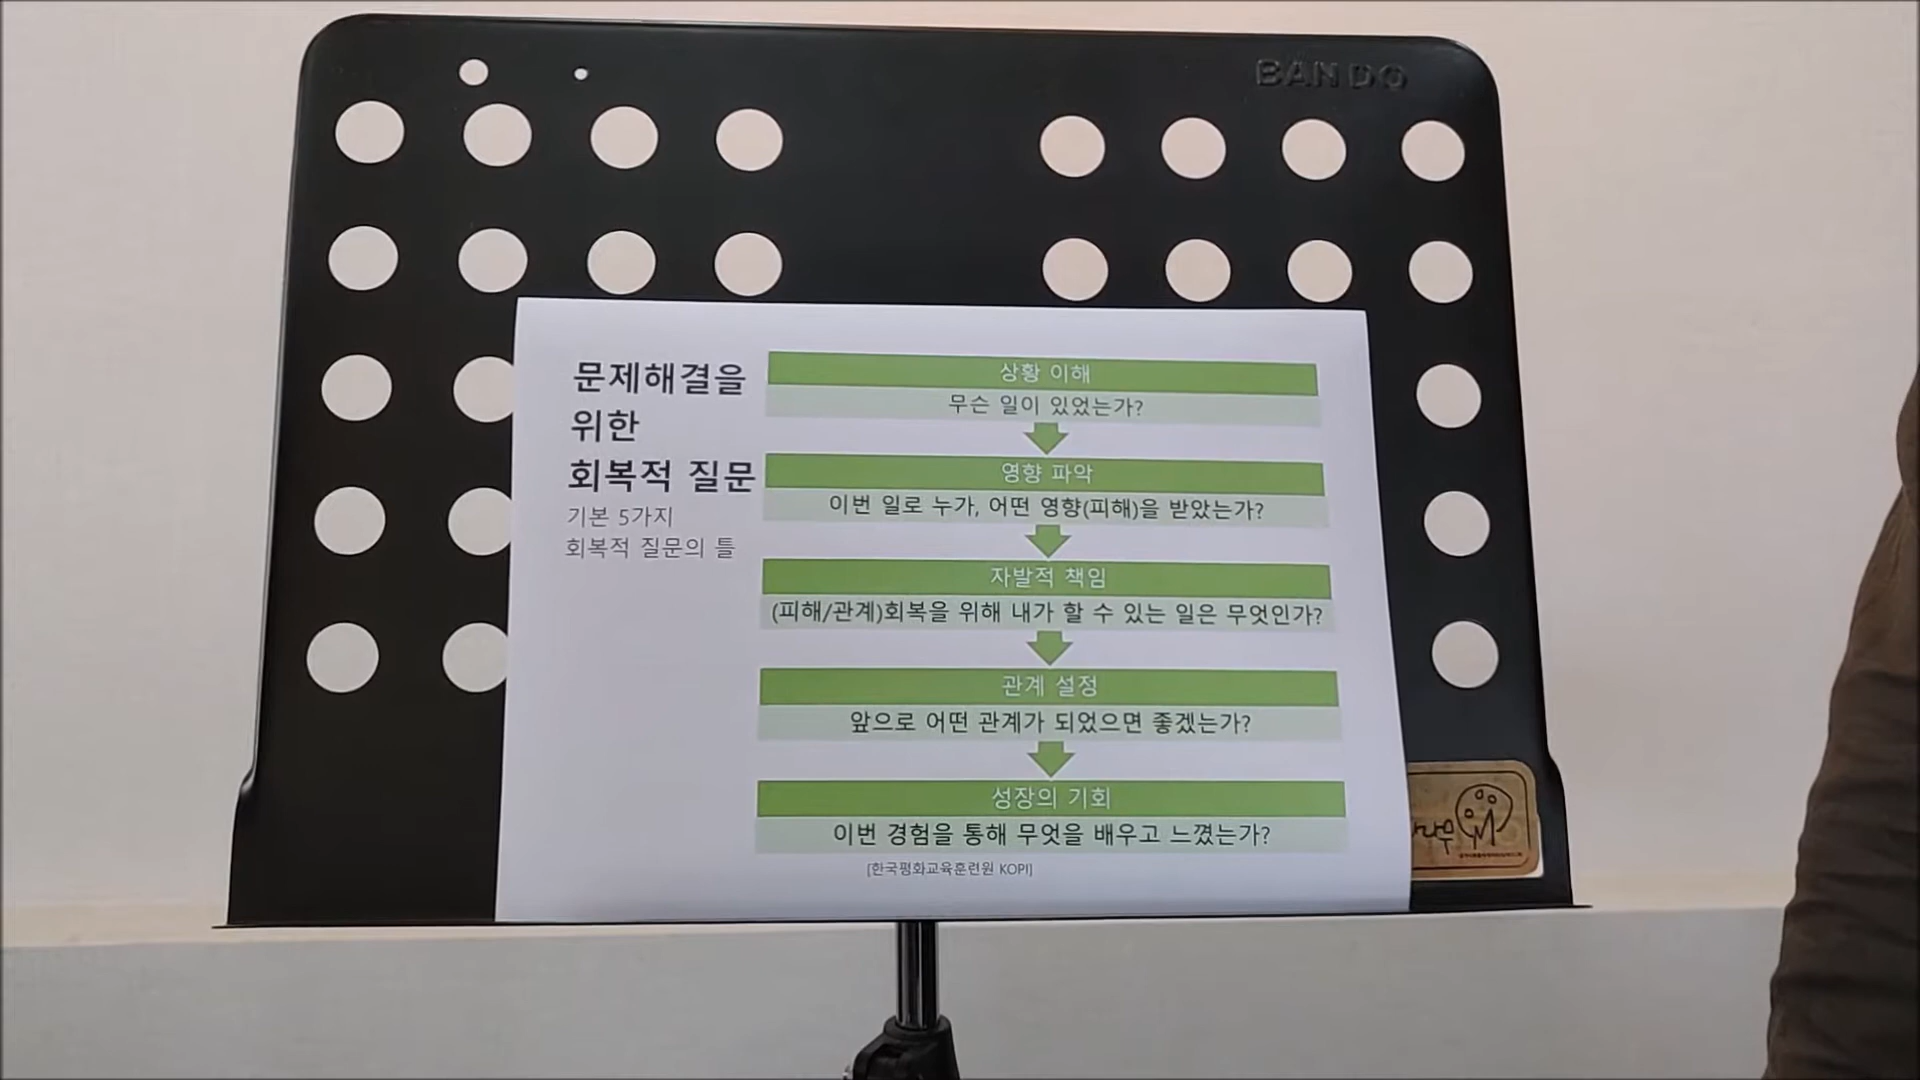 BANDO
문제해결을
위한
회복적 질문
기본 5가지
회복적 질문의 틀
상황 이해
무슨 일이 있었는가?
영향 파악
이번 일로 누가, 어떤 영향(피해)을 받았는가?
자발적 책임
(피해/관계)회복을 위해 내가 할 수 있는 일은 무엇인가?
관계 설정
앞으로 어떤 관계가 되었으면 좋겠는가?
성장의 기회
이번 경험을 통해 무엇을 배우고 느꼈는가?
[한국평화교육훈련원 KOPI]